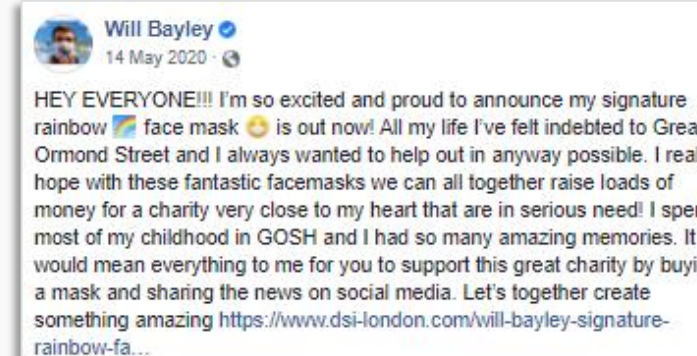 Will Bayley
14 May 2020 ·
HEY EVERYONE!!! I'm so excited and proud to announce my signature
rainbow 🌈 face mask 😷 is out now! All my life I've felt indebted to Grea
Ormond Street and I always wanted to help out in anyway possible. I real
hope with these fantastic facemasks we can all together raise loads of
money for a charity very close to my heart that are in serious need! I spe
most of my childhood in GOSH and I had so many amazing memories. It
would mean everything to me for you to support this great charity by buyi
a mask and sharing the news on social media. Let's together create
something amazing https://www.dsi-london.com/will-bayley-signature-
rainbow-fa...